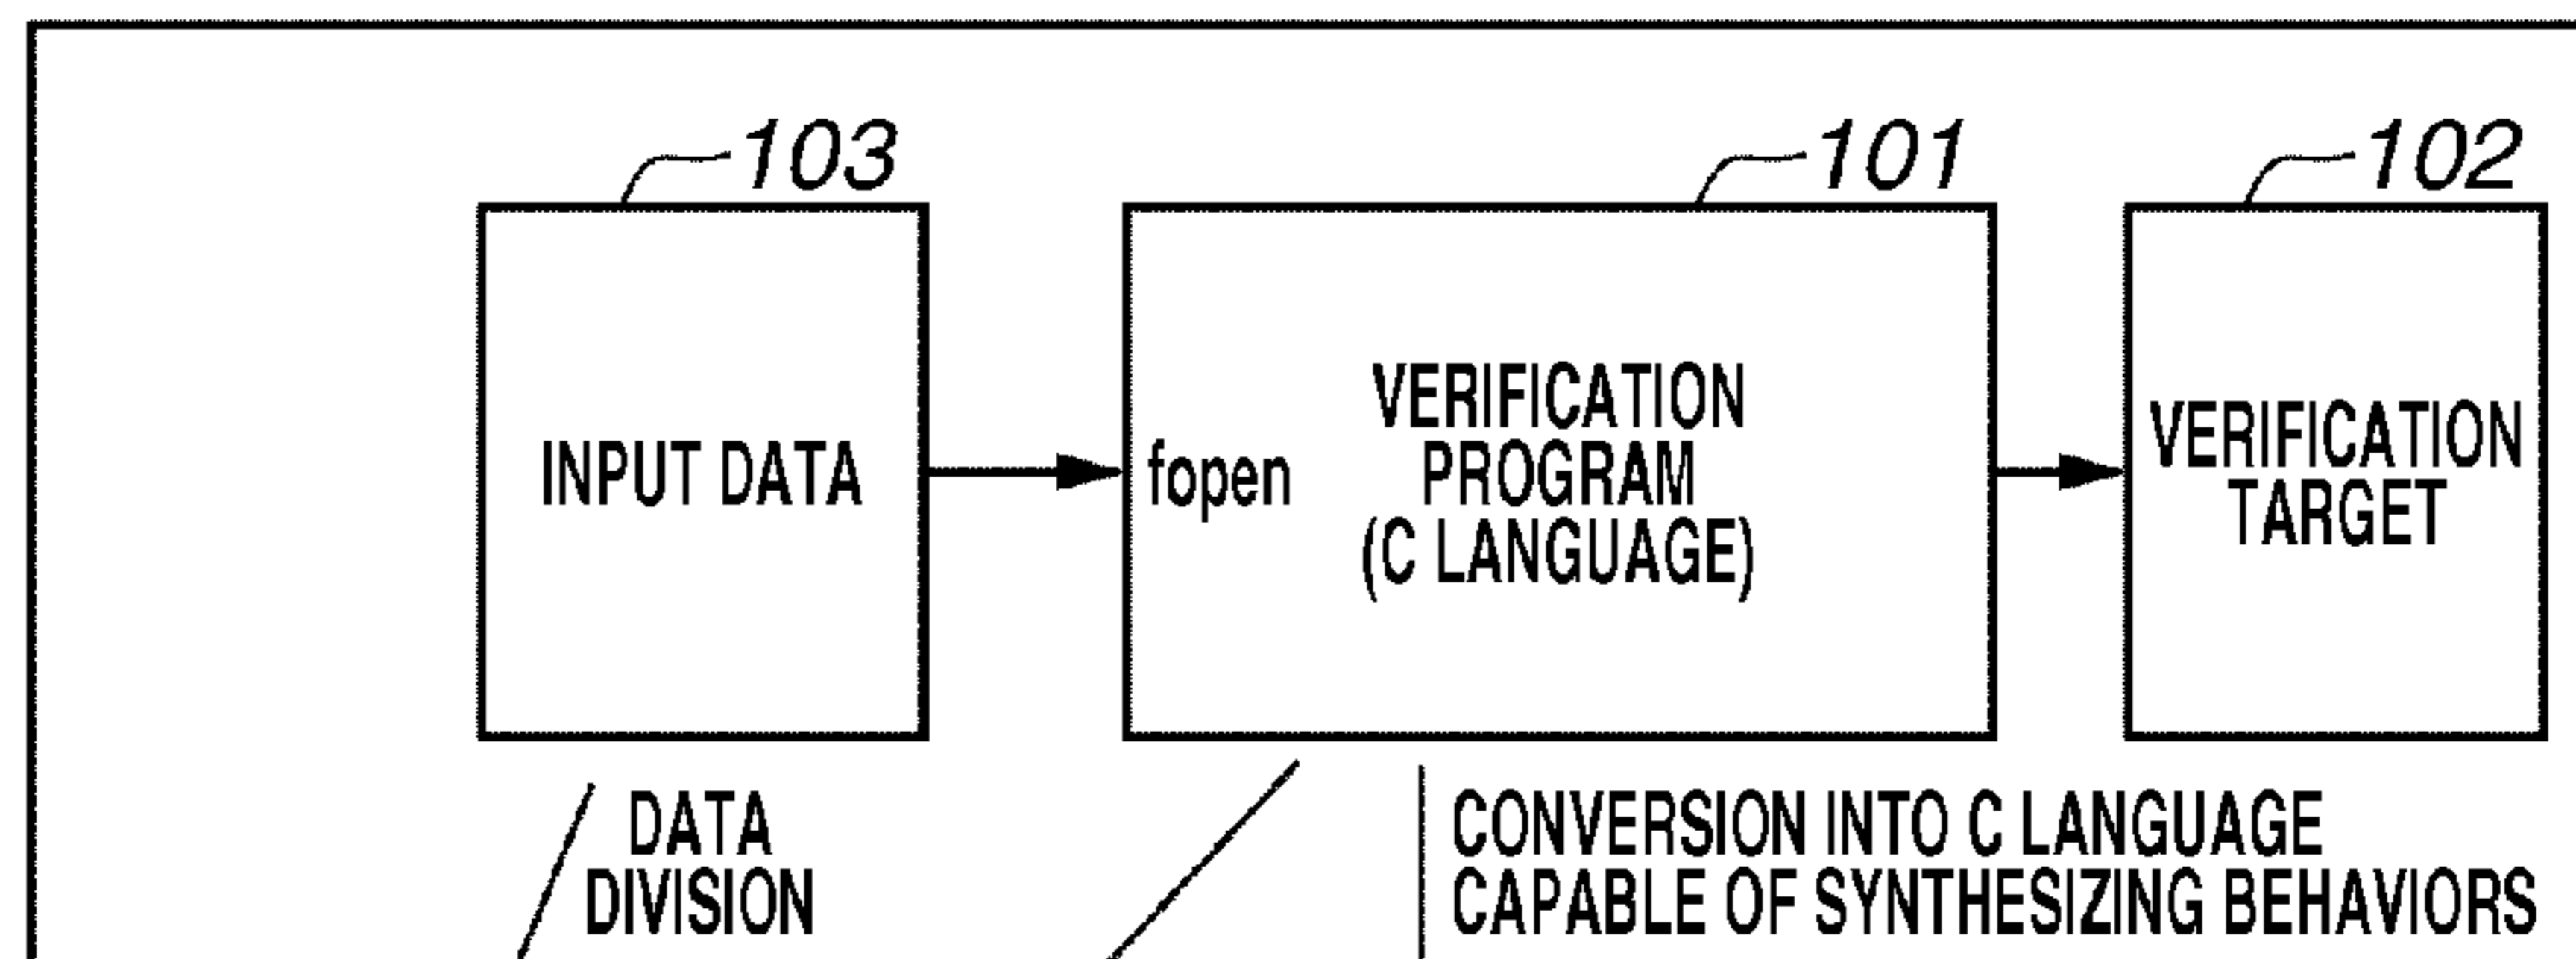 103
101
102
INPUT DATA
fopen
VERIFICATION
PROGRAM
(C LANGUAGE)
VERIFICATION
TARGET
DATA
DIVISION
CONVERSION INTO C LANGUAGE
CAPABLE OF SYNTHESIZING BEHAVIORS